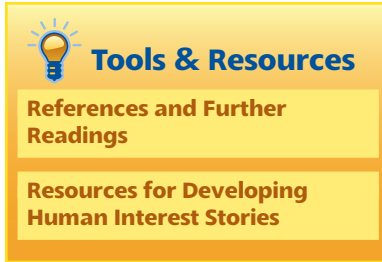 Tools & Resources
References and Further
Readings
Resources for Developing
Human Interest Stories